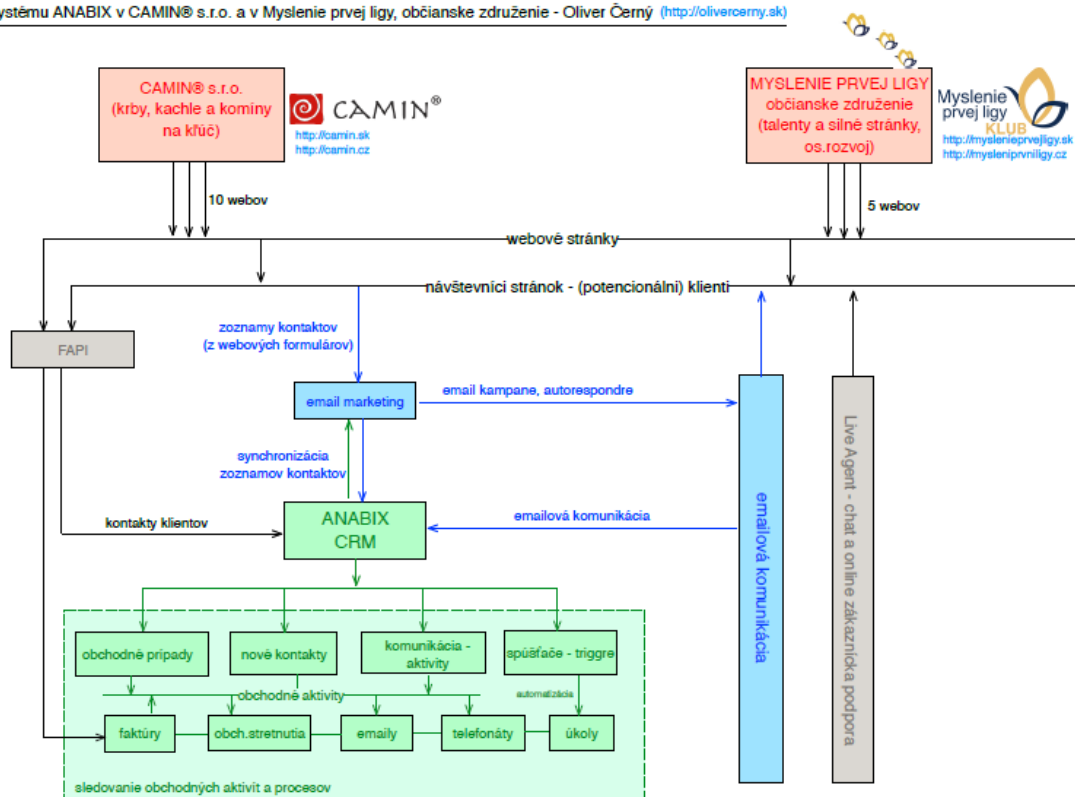 ystému ANABIX v CAMIN® s.r.o. a v Myslenie prvej ligy, občianske združenie - Oliver Černý (http://olivercerny.sk)
CAMIN® s.r.o.
(krby, kachle a komíny
na kľúč)
CAMIN®
http://camin.sk
http://camin.cz
MYSLENIE PRVEJ LIGY
občianske združenie
(talenty a silné stránky,
os.rozvoj)
Myslenie
prvej ligy
KLUB
http://myslenieprvejligy.sk
http://mysleniprvniligy.cz
10 webov
5 webov
webové stránky
návštevníci stránok - (potencionálni) klienti
FAPI
zoznamy kontaktov
(z webových formulárov)
email marketing
email kampane, autorespondre
synchronizácia
zoznamov kontaktov
kontakty klientov
ANABIX
CRM
emailová komunikácia
emailová komunikácia
Live Agent - chat a online zákaznícka podpora
obchodné prípady
nové kontakty
komunikácia -
aktivity
spúšťače - triggre
obchodné aktivity
automatizácia
faktúry
obch.stretnutia
emaily
telefonáty
úkoly
sledovanie obchodných aktivít a procesov